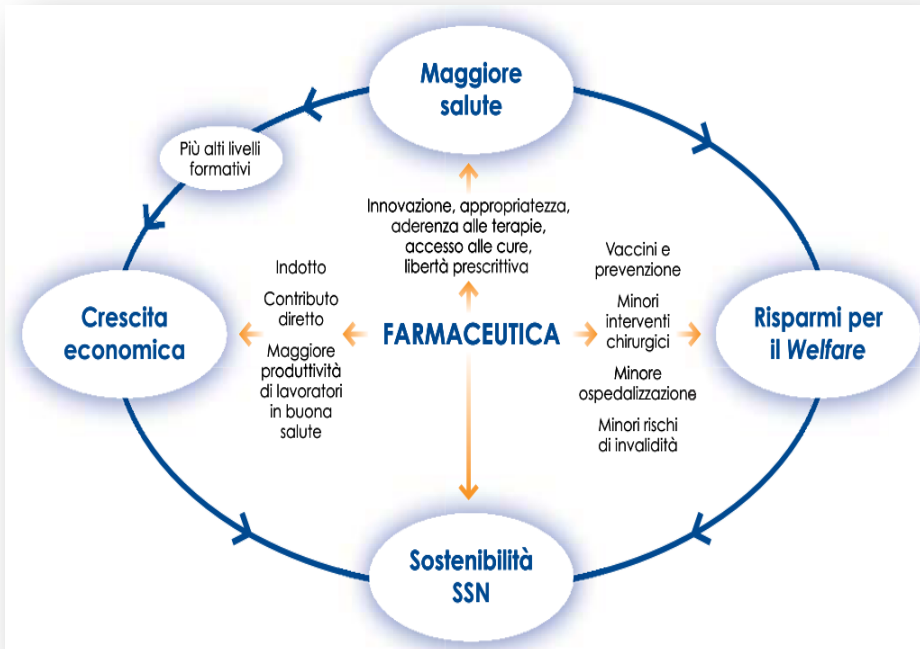 Maggiore
salute
Più alti livelli
formativi
Innovazione, appropriatezza,
aderenza alle terapie,
accesso alle cure,
libertà prescrittiva
Indotto
Contributo
diretto
Maggiore
produttività
di lavoratori
in buona
salute
Crescita
economica
FARMACEUTICA
Vaccini e
prevenzione
Minori
interventi
chirurgici
Minore
ospedalizzazione
Minori rischi
di invalidità
Risparmi per
il Welfare
Sostenibilità
SSN